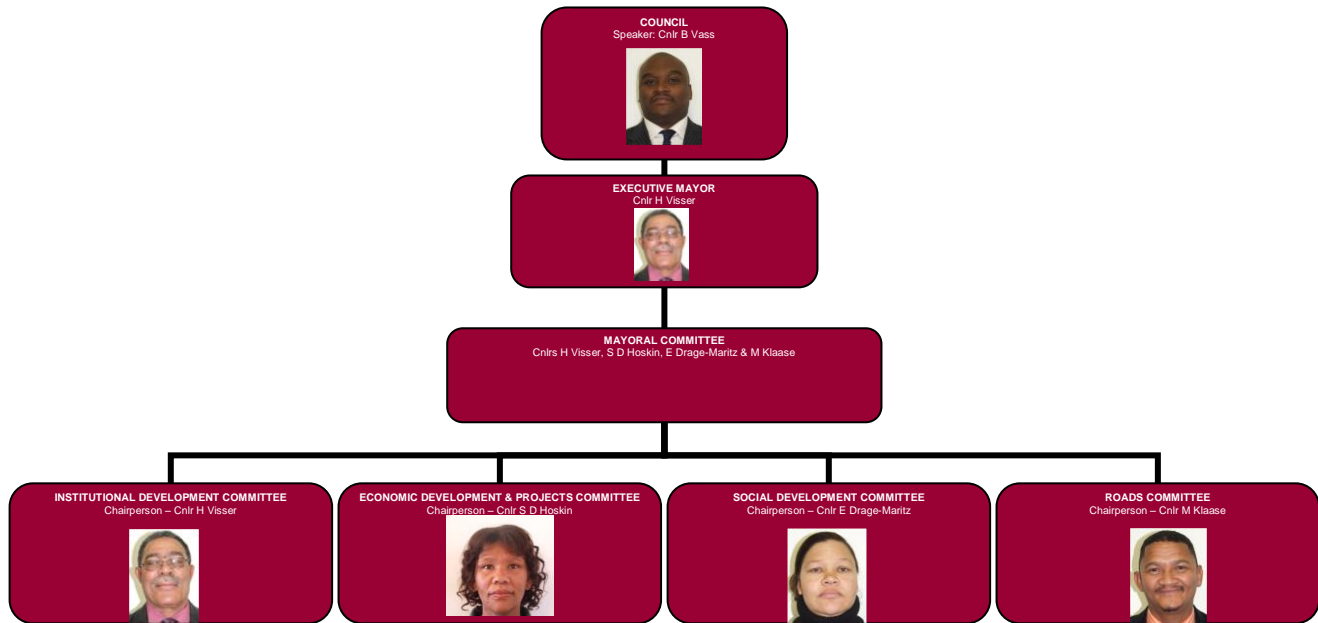 COUNCIL
Speaker: Cnlr B Vass
EXECUTIVE MAYOR
Cnlr H Visser
MAYORAL COMMITTEE
Cnlrs H Visser, S D Hoskin, E Drage-Maritz & M Klaase
INSTITUTIONAL DEVELOPMENT COMMITTEE
Chairperson – Cnlr H Visser
ECONOMIC DEVELOPMENT & PROJECTS COMMITTEE
Chairperson – Cnlr S D Hoskin
SOCIAL DEVELOPMENT COMMITTEE
Chairperson – Cnlr E Drage-Maritz
ROADS COMMITTEE
Chairperson – Cnlr M Klaase